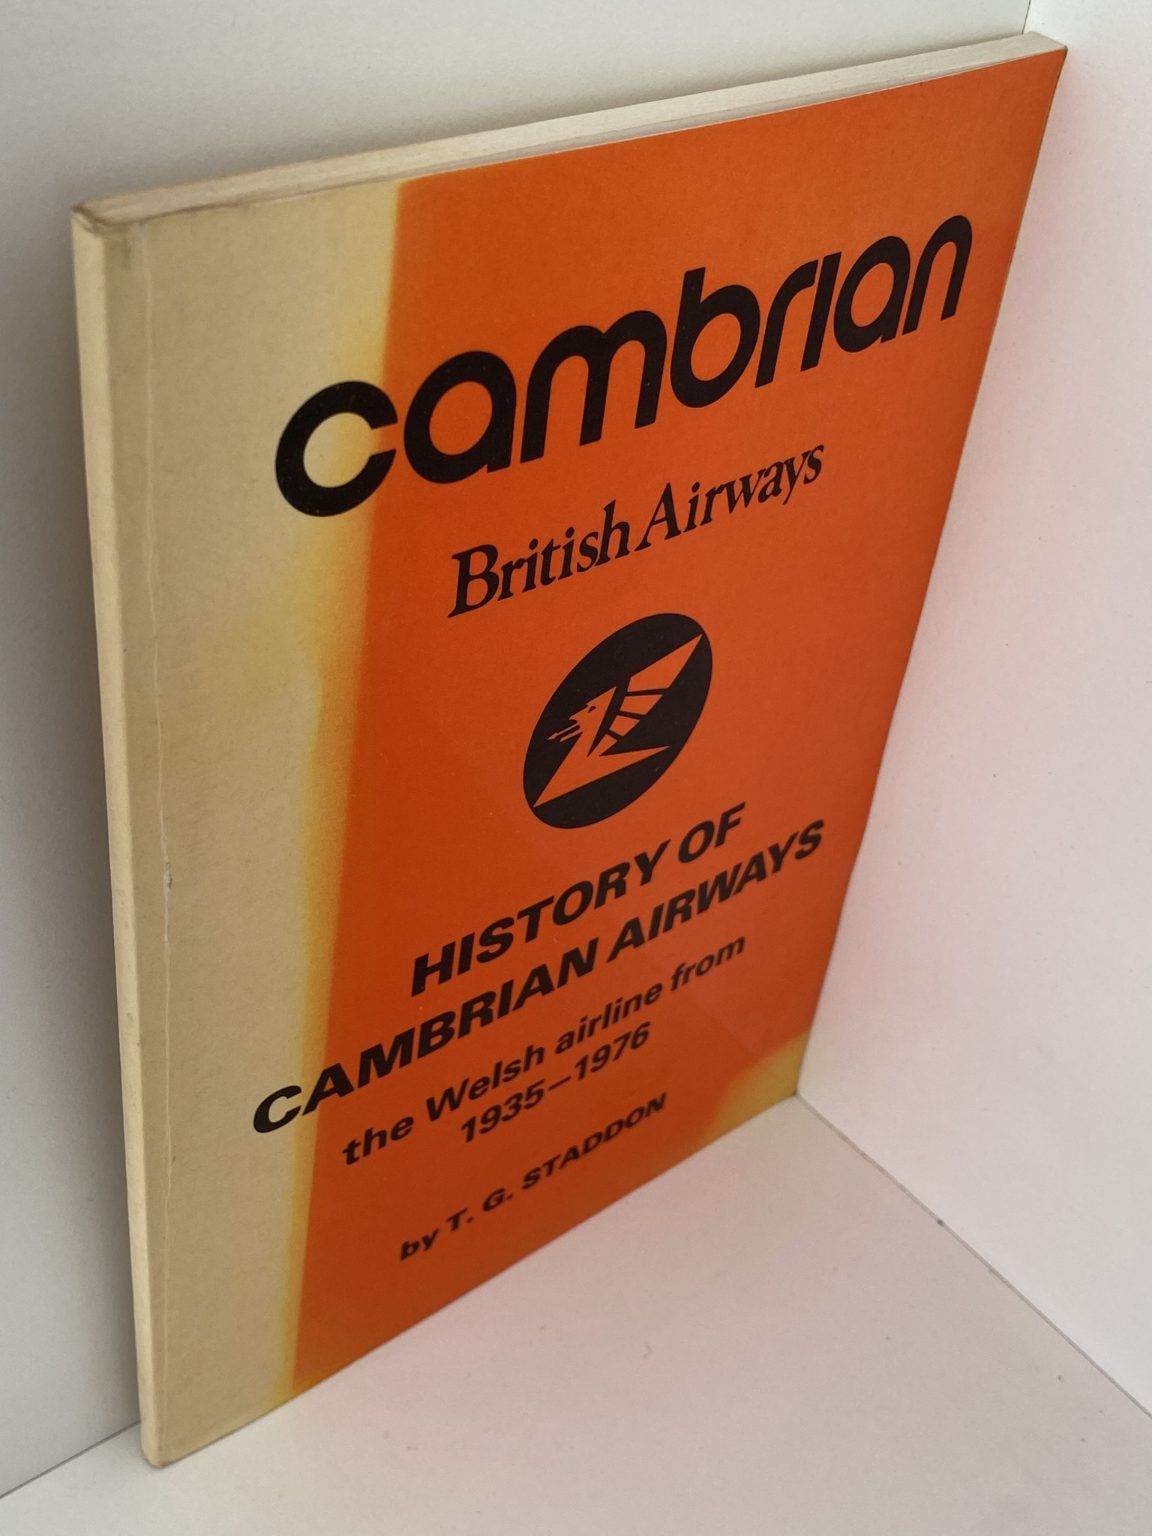 cambrian
British Airways
HISTORY OF
CAMBRIAN AIRWAYS
the Welsh airline from
1935–1976
by T. G. STADDON